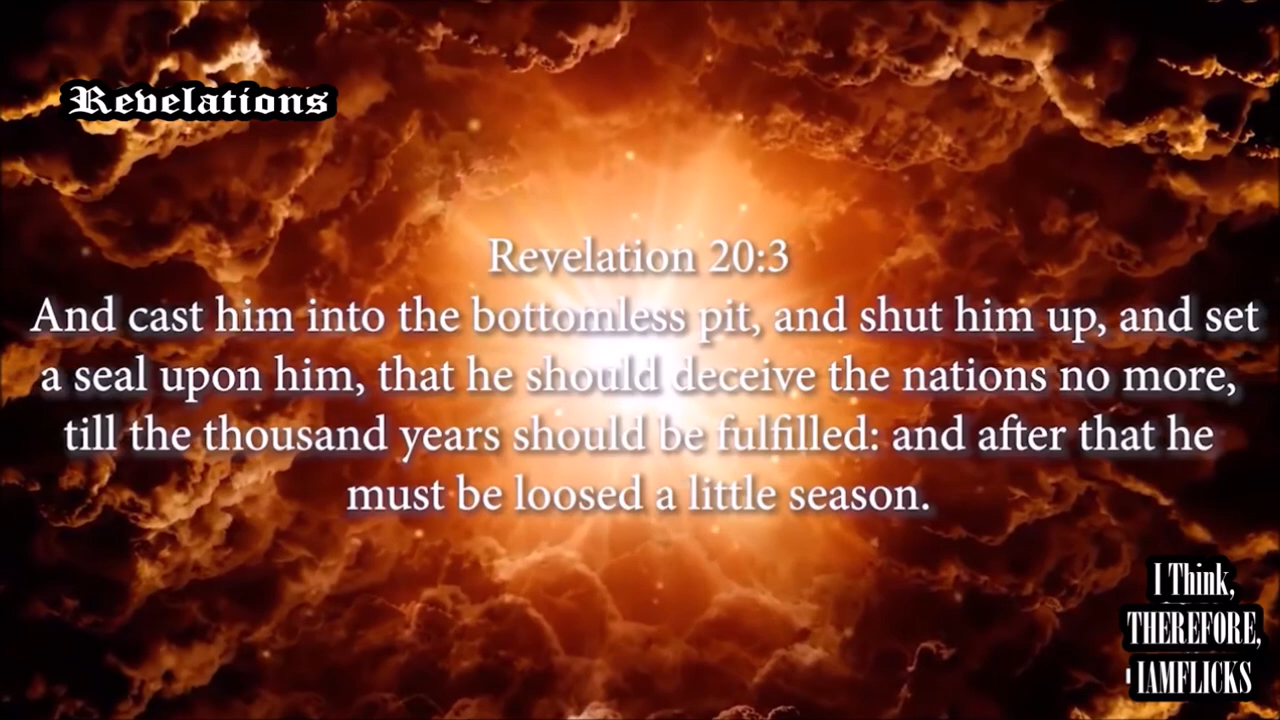 Revelations
Revelation 20:3
And cast him into the bottomless pit, and shut him up, and set
a seal upon him, that he should deceive the nations no more,
till the thousand years should be fulfilled: and after that he
must be loosed a little season.
I Think,
THEREFORE,
IAMFLICKS